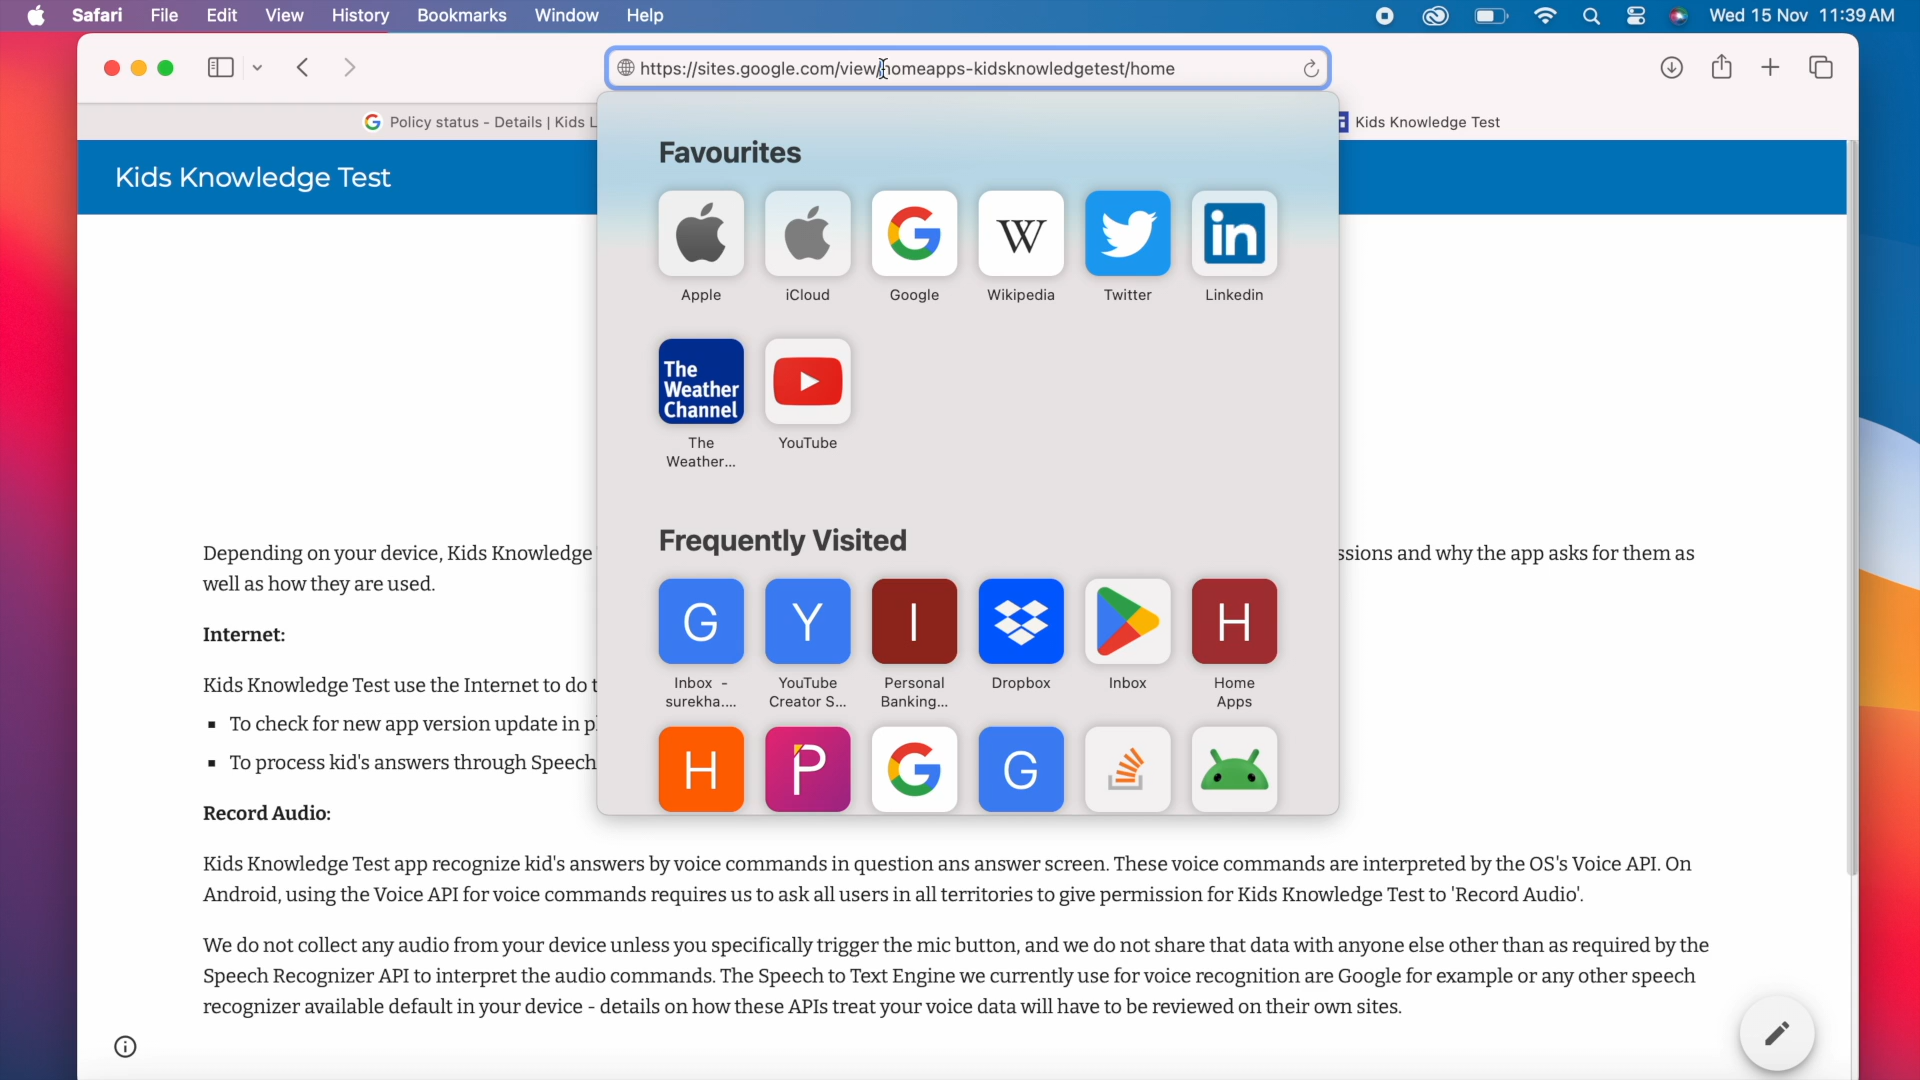 Safari File Edit View History Bookmarks Window Help Wed 15 Nov 11:39 AM
https://sites.google.com/view/homeapps-kidsknowledgetest/home
Policy status - Details | Kids L
Kids Knowledge Test
Kids Knowledge Test
Favourites
Apple iCloud Google Wikipedia Twitter Linkedin
The
Weather
Channel
The
Weather...
YouTube
Depending on your device, Kids Knowledge
ssions and why the app asks for them as
well as how they are used.
Frequently Visited
G Y I H
Inbox -
surekha....
YouTube
Creator S...
Personal
Banking...
Dropbox
Inbox
Home
Apps
H P G
Internet:
Kids Knowledge Test use the Internet to do t
▪ To check for new app version update in p
▪ To process kid's answers through Speech
Record Audio:
Kids Knowledge Test app recognize kid's answers by voice commands in question ans answer screen. These voice commands are interpreted by the OS's Voice API. On
Android, using the Voice API for voice commands requires us to ask all users in all territories to give permission for Kids Knowledge Test to 'Record Audio'.
We do not collect any audio from your device unless you specifically trigger the mic button, and we do not share that data with anyone else other than as required by the
Speech Recognizer API to interpret the audio commands. The Speech to Text Engine we currently use for voice recognition are Google for example or any other speech
recognizer available default in your device - details on how these APIs treat your voice data will have to be reviewed on their own sites.